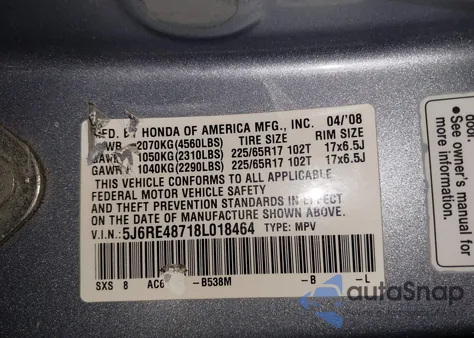 MFD. BY HONDA OF AMERICA MFG., INC. 04/'08
2070KG(4560LBS) TIRE SIZE RIM SIZE
GAWR 1050KG(2310LBS) 225/65R17 102T 17x6.5J
GAWR 1040KG(2290LBS) 225/65R17 102T 17x6.5J
THIS VEHICLE CONFORMS TO ALL APPLICABLE
FEDERAL MOTOR VEHICLE SAFETY
AND THEFT PREVENTION STANDARDS IN EFFECT
ON THE DATE OF MANUFACTURE SHOWN ABOVE.
V.I.N.: 5J6RE48718L018464 TYPE: MPV
SXS 8 AC6 -B538M -B -L
door.
• See owner's
manual for
more
autoSnap